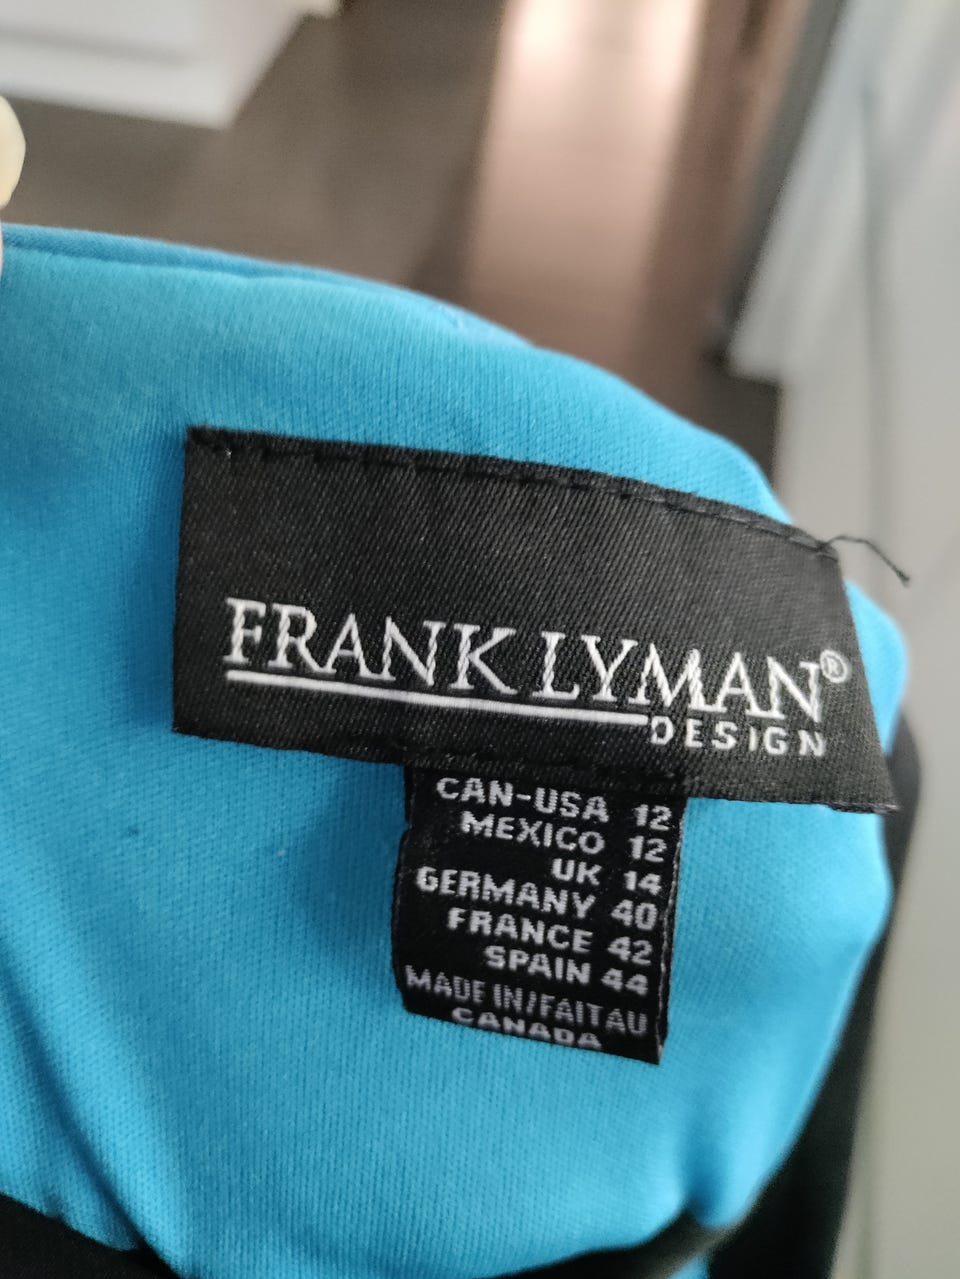 FRANK LYMAN®
DESIGN
CAN-USA 12
MEXICO 12
UK 14
GERMANY 40
FRANCE 42
SPAIN 44
MADE IN/FAIT AU
CANADA